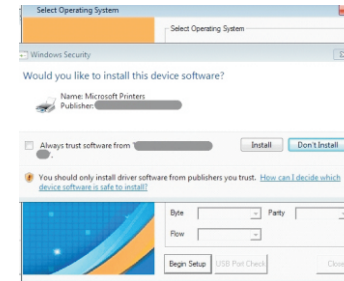 Select Operating System
Select Operating System
Windows Security
Would you like to install this device software?
Name: Microsoft Printers
Publisher:
Always trust software from
Install
Don't Install
You should only install driver software from publishers you trust. How can I decide which
device software is safe to install?
Byte
Party
Flow
Begin Setup
USB Port Check
Close